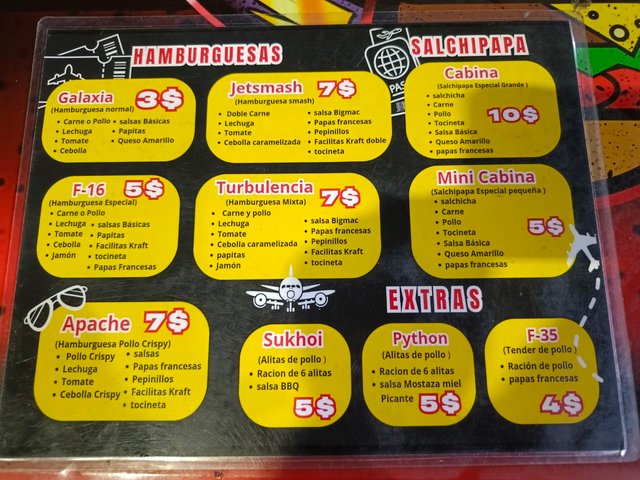 HAMBURGUESAS
Galaxia 3$
(Hamburguesa normal)
• Carne o Pollo
• Lechuga
• Tomate
• Cebolla
• salsas Básicas
• Papitas
• Queso Amarillo
Jetsmash 7$
(Hamburguesa smash)
• Doble Carne
• Lechuga
• Tomate
• Cebolla caramelizada
• salsa Bigmac
• Papas francesas
• Pepinillos
• Facilitas Kraft doble
• tocineta
F-16 5$
(Hamburguesa Especial)
• Carne o Pollo
• Lechuga
• Tomate
• Cebolla
• Jamón
• salsas Básicas
• Papitas
• Facilitas Kraft
• tocineta
• Papas Francesas
Turbulencia 7$
(Hamburguesa Mixta)
• Carne y pollo
• Lechuga
• Tomate
• Cebolla caramelizada
• papitas
• Jamón
• salsa Bigmac
• Papas francesas
• Pepinillos
• Facilitas Kraft
• tocineta
Apache 7$
(Hamburguesa Pollo Crispy)
• Pollo Crispy
• Lechuga
• Tomate
• Cebolla Crispy
• salsas
• Papas francesas
• Pepinillos
• Facilitas Kraft
• tocineta
PAS
SALCHIPAPA
Cabina
(Salchipapa Especial Grande)
• salchicha
• Carne
• Pollo
• Tocineta
• Salsa Básica
• Queso Amarillo
• papas francesas
10$
Mini Cabina
(Salchipapa Especial pequeña)
• salchicha
• Carne
• Pollo
• Tocineta
• Salsa Básica
• Queso Amarillo
• papas francesas
5$
EXTRAS
Sukhoi
(Alitas de pollo)
• Racion de 6 alitas
• salsa BBQ
5$
Python
(Alitas de pollo )
• Racion de 6 alitas
• salsa Mostaza miel
Picante 5$
F-35
(Tender de pollo)
• Ración de pollo
• papas francesas
4$